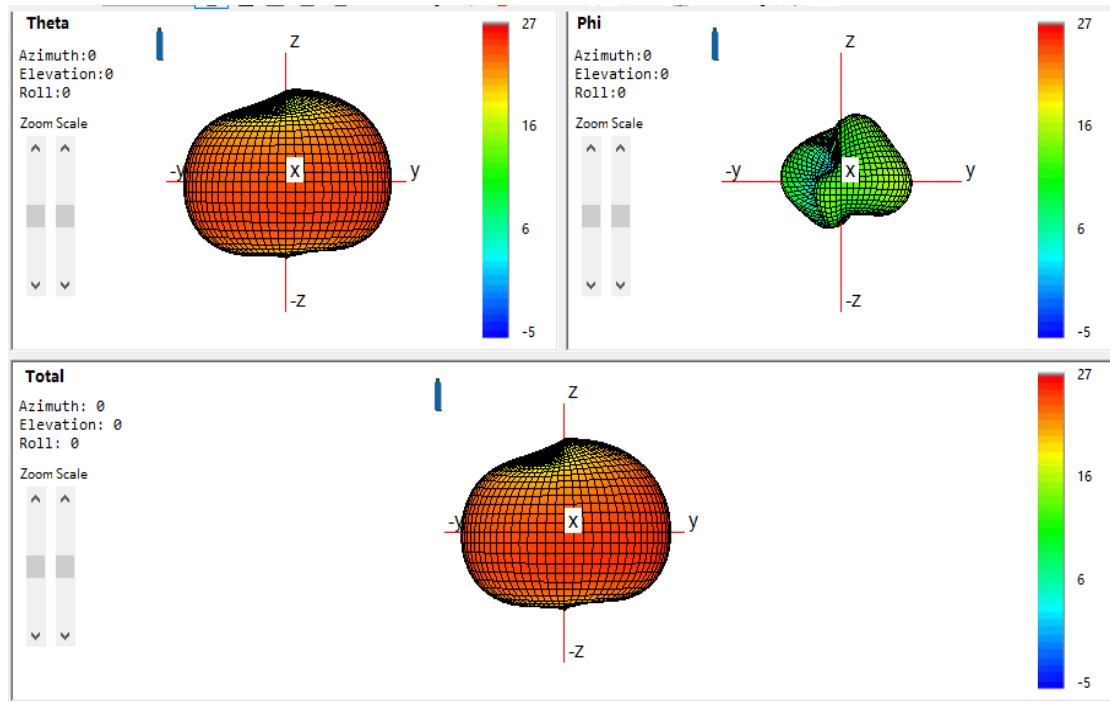 Theta
Azimuth:0
Elevation:0
Roll:0
Zoom Scale
Z
-y
X
y
-Z
27
16
6
-5
Phi
Azimuth:0
Elevation:0
Roll:0
Zoom Scale
Z
-y
X
y
-Z
27
16
6
-5
Total
Azimuth: 0
Elevation: 0
Roll: 0
Zoom Scale
Z
-y
X
y
-Z
27
16
6
-5